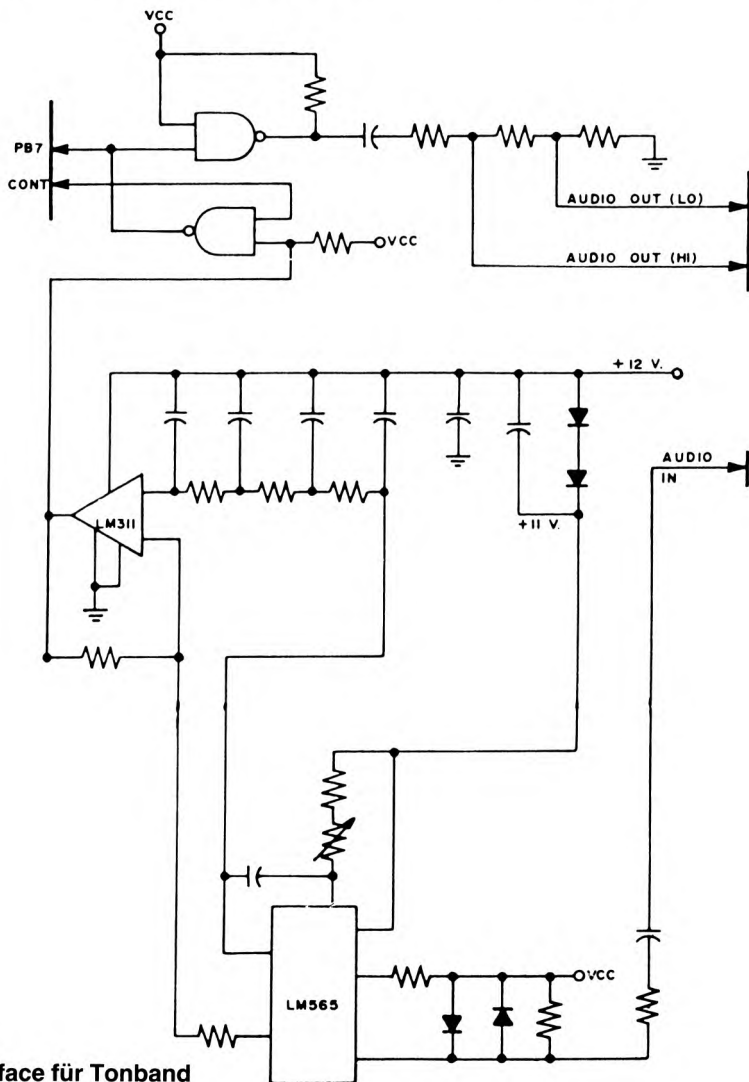 VCC
PB7
CONT
VCC
AUDIO OUT (LO)
AUDIO OUT (HI)
+12 V.
AUDIO
IN
LM311
+11 V.
LM565
VCC
face für Tonband